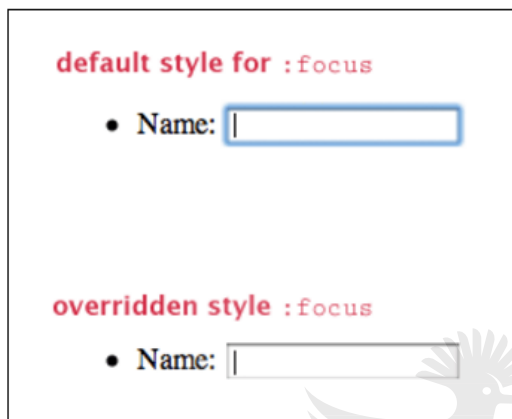 default style for :focus
• Name:
overridden style :focus
• Name: